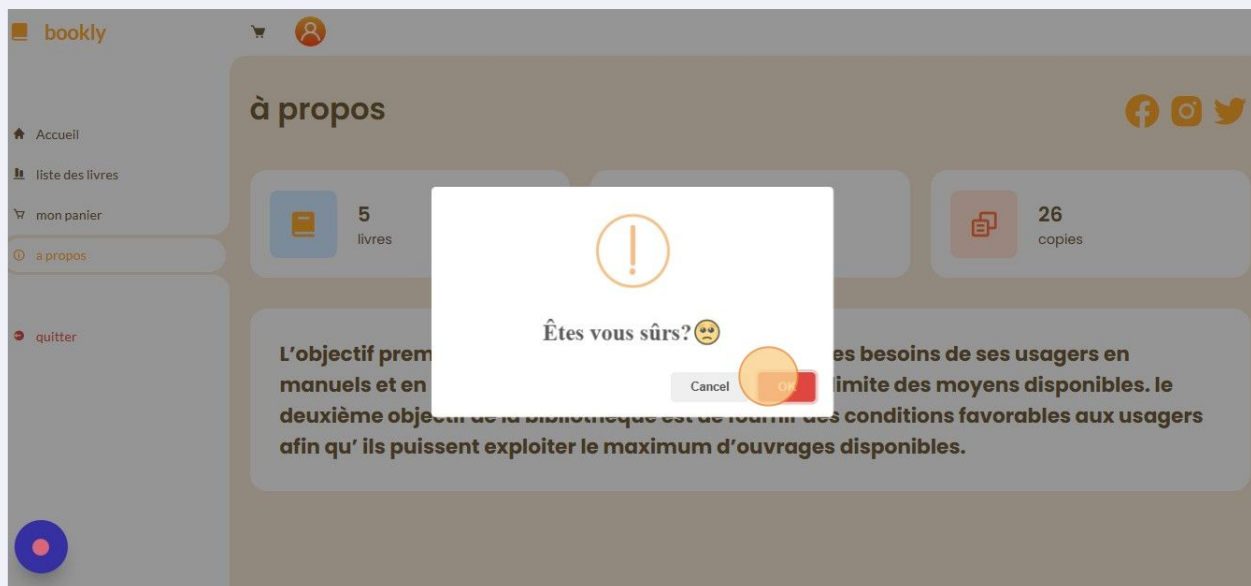 bookly
à propos
Accueil
liste des livres
mon panier
a propos
quitter
5
livres
26
copies
Êtes vous sûrs?
Cancel
OK
L'objectif prem es besoins de ses usagers en
manuels et en limite des moyens disponibles. le
deuxième objectif de la bibliothèque est de fournir des conditions favorables aux usagers
afin qu' ils puissent exploiter le maximum d'ouvrages disponibles.